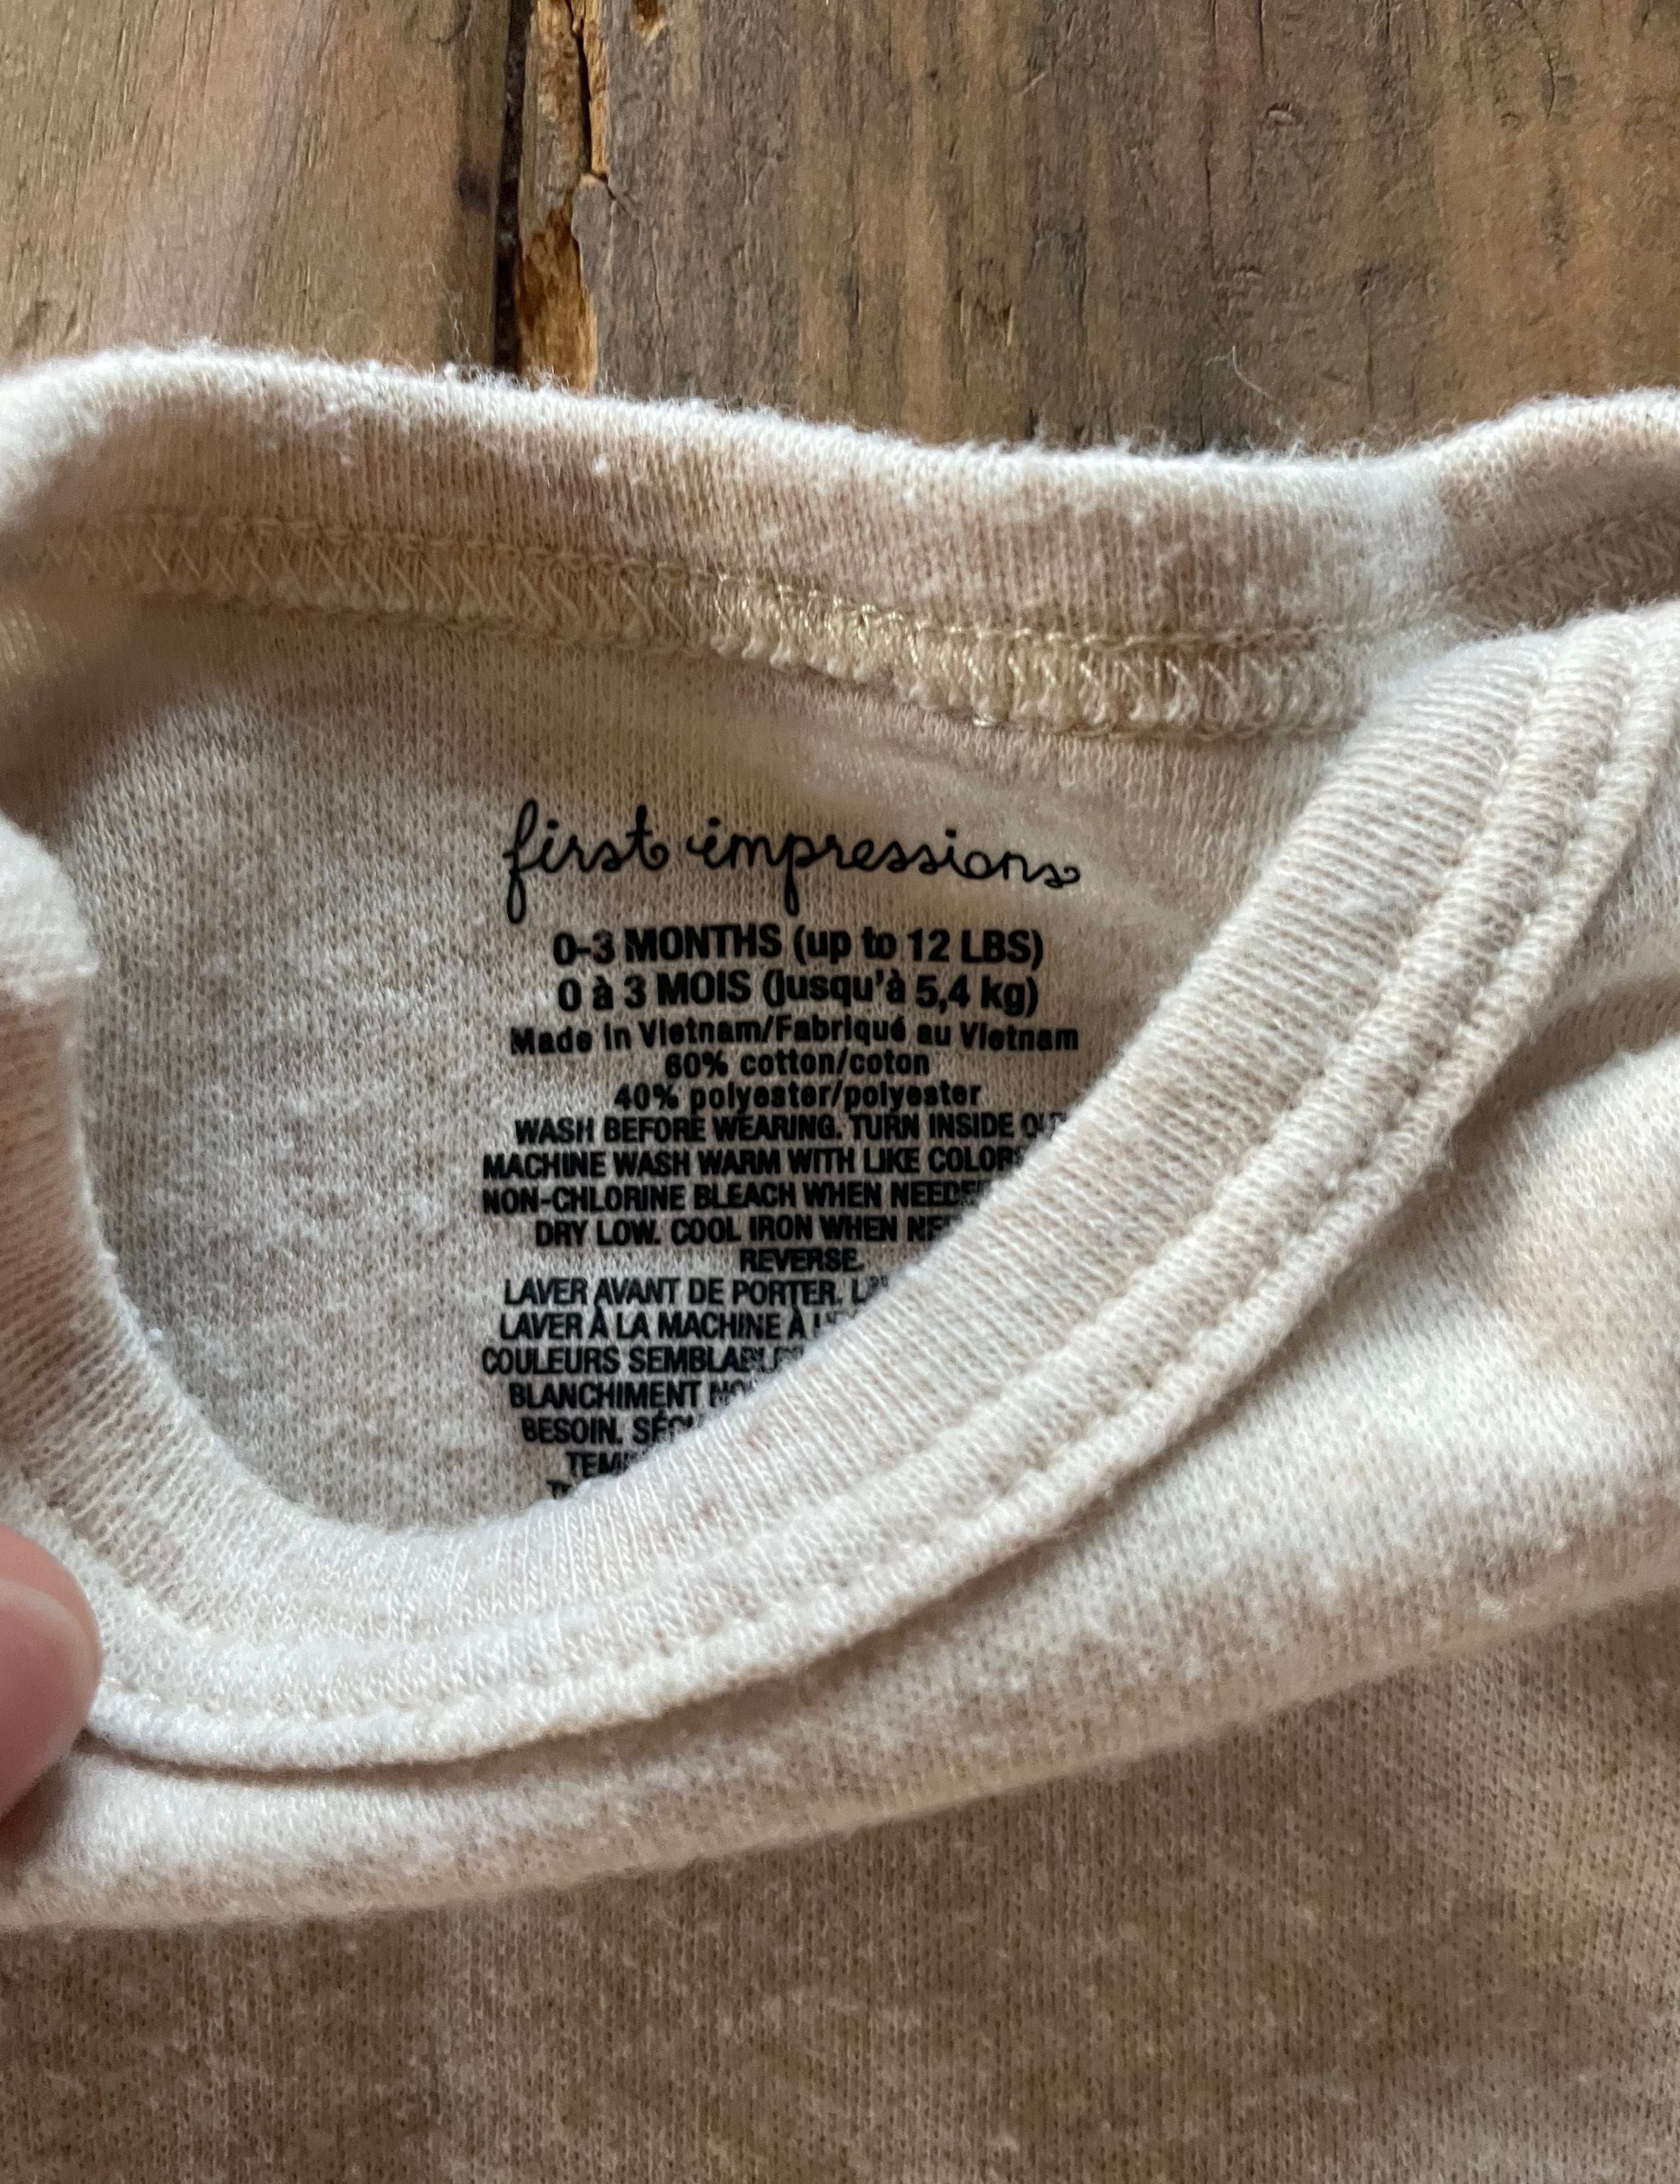 first impressions
0-3 MONTHS (up to 12 LBS)
0 à 3 MOIS (jusqu'à 5,4 kg)
Made in Vietnam/Fabriqué au Vietnam
60% cotton/coton
40% polyester/polyester
WASH BEFORE WEARING. TURN INSIDE
MACHINE WASH WARM WITH LIKE COLORS
NON-CHLORINE BLEACH WHEN
DRY LOW. COOL IRON WHEN
REVERSE.
LAVER AVANT DE PORTER.
LAVER À LA MACHINE À
COULEURS
BLANCHIMENT
BESOIN.